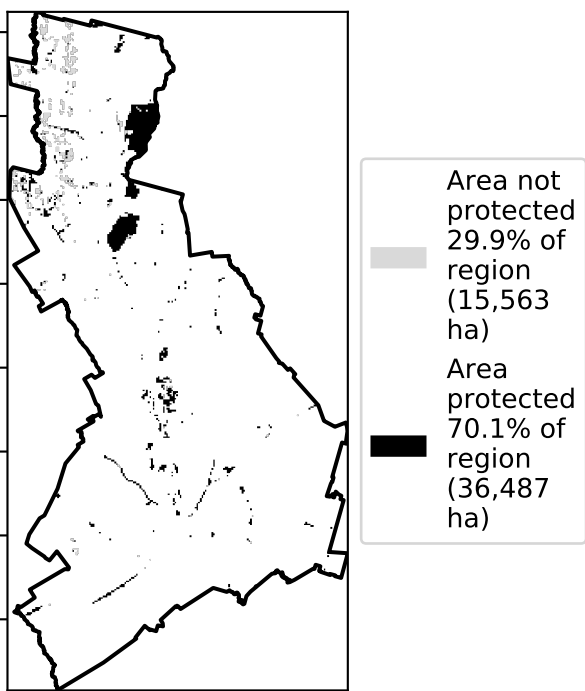 Area not
protected
29.9% of
region
(15,563
ha)
Area
protected
70.1% of
region
(36,487
ha)